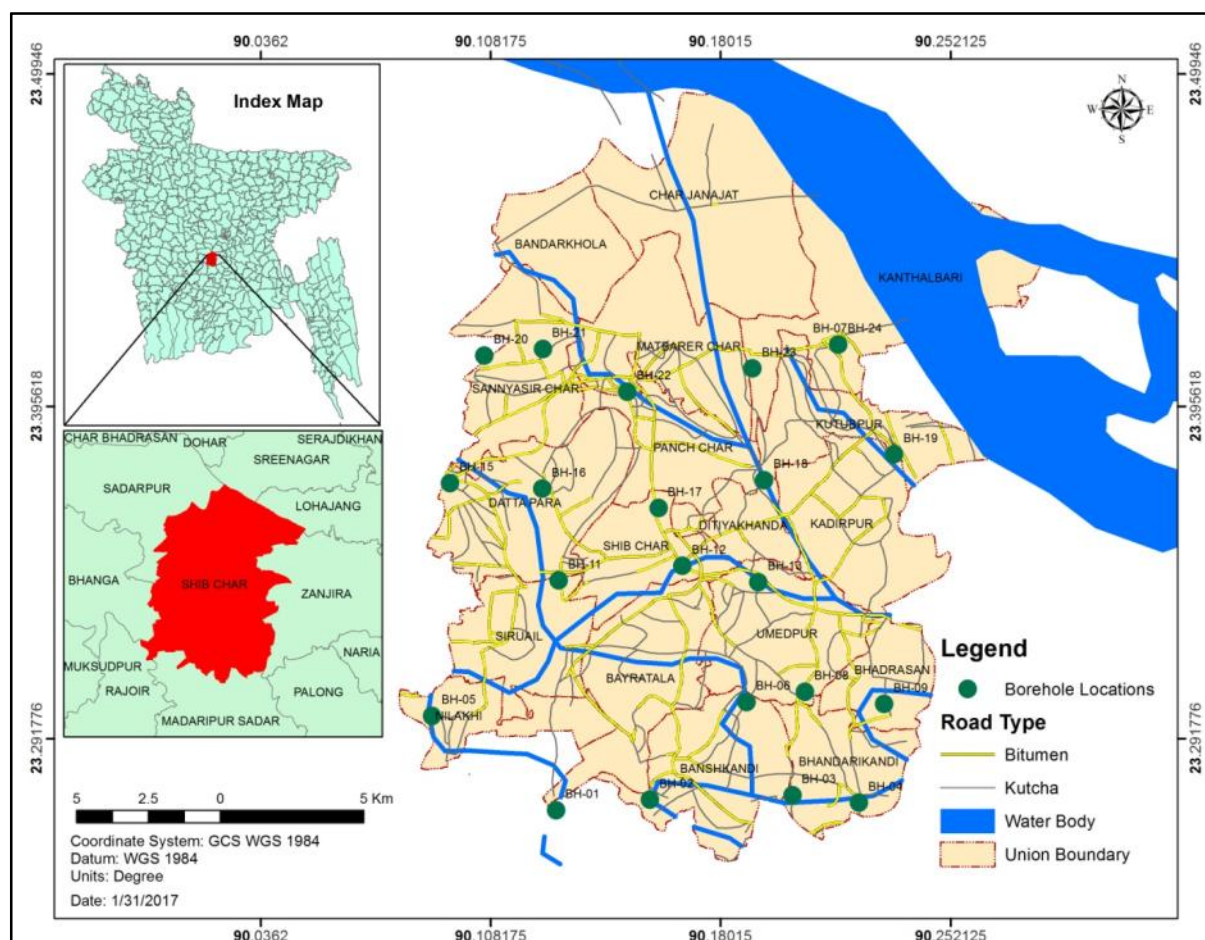 90.0362 90.108175 90.18015 90.252125
23.49946
23.49946
Index Map
N
W E
S
CHAR JANAJAT
BANDARKHOLA
KANTHALBARI
BH-07BH-24
BH-20
BH-21
MATBARER CHAR
BH-23
BH-22
SANNYASIR CHAR
23.395618
23.395618
KUTUBPUR
PANCH CHAR
BH-19
CHAR BHADRASAN
DOHAR
SERAJDIKHAN
SREENAGAR
SADARPUR
LOHAJANG
SHIB CHAR
BHANGA
ZANJIRA
MUKSUDPUR
NARIA
RAJOIR
PALONG
MADARIPUR SADAR
BH-15
BH-16
BH-18
DATTA PARA
BH-17
DITIYAKHANDA
KADIRPUR
SHIB CHAR
BH-12
BH-11
BH-13
SIRUAIL
UMEDPUR
BHADRASAN
BAYRATALA
BH-06
BH-08
BH-09
BH-05
NILAKHI
23.291776
23.291776
BANSHKANDI
BHANDARIKANDI
BH-01
BH-02
BH-03
BH-04
Legend
Borehole Locations
Road Type
Bitumen
Kutcha
Water Body
Union Boundary
5 2.5 0 5 Km
Coordinate System: GCS WGS 1984
Datum: WGS 1984
Units: Degree
Date: 1/31/2017
90.0362 90.108175 90.18015 90.252125